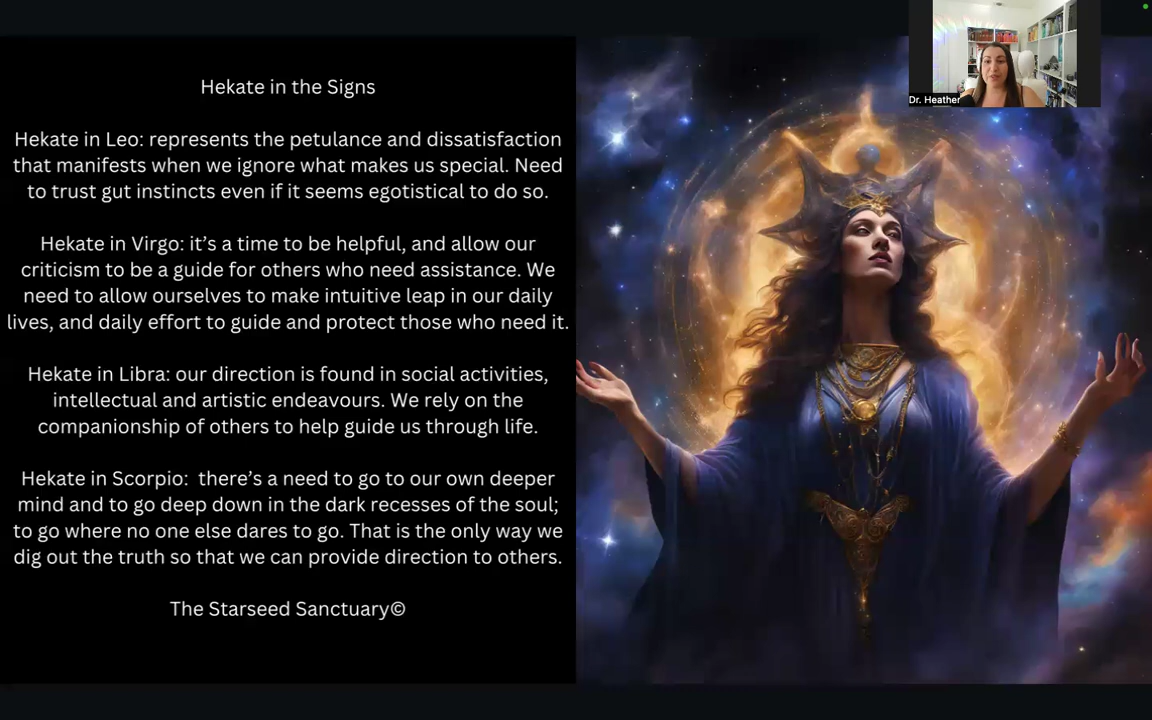 Hekate in the Signs
Hekate in Leo: represents the petulance and dissatisfaction
that manifests when we ignore what makes us special. Need
to trust gut instincts even if it seems egotistical to do so.
Hekate in Virgo: it’s a time to be helpful, and allow our
criticism to be a guide for others who need assistance. We
need to allow ourselves to make intuitive leap in our daily
lives, and daily effort to guide and protect those who need it.
Hekate in Libra: our direction is found in social activities,
intellectual and artistic endeavours. We rely on the
companionship of others to help guide us through life.
Hekate in Scorpio:  there’s a need to go to our own deeper
mind and to go deep down in the dark recesses of the soul;
to go where no one else dares to go. That is the only way we
dig out the truth so that we can provide direction to others.
The Starseed Sanctuary©
Dr. Heather